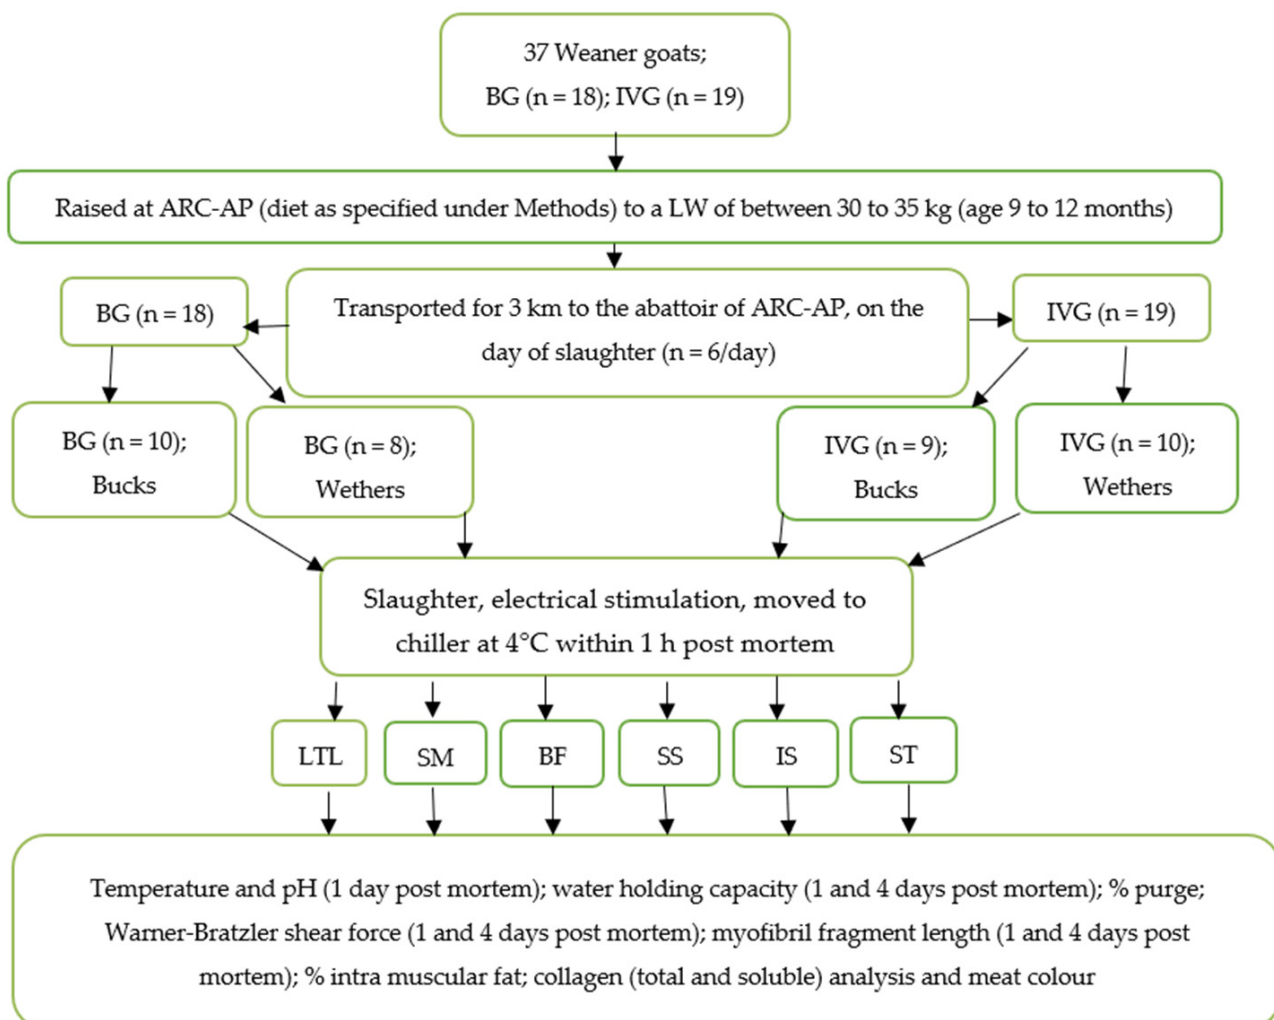 37 Weaner goats;
BG (n = 18); IVG (n = 19)
Raised at ARC-AP (diet as specified under Methods) to a LW of between 30 to 35 kg (age 9 to 12 months)
BG (n = 18)
Transported for 3 km to the abattoir of ARC-AP, on the
day of slaughter (n = 6/day)
IVG (n = 19)
BG (n = 10);
Bucks
BG (n = 8);
Wethers
IVG (n = 9);
Bucks
IVG (n = 10);
Wethers
Slaughter, electrical stimulation, moved to
chiller at 4°C within 1 h post mortem
LTL
SM
BF
SS
IS
ST
Temperature and pH (1 day post mortem); water holding capacity (1 and 4 days post mortem); % purge;
Warner-Bratzler shear force (1 and 4 days post mortem); myofibril fragment length (1 and 4 days post
mortem); % intra muscular fat; collagen (total and soluble) analysis and meat colour